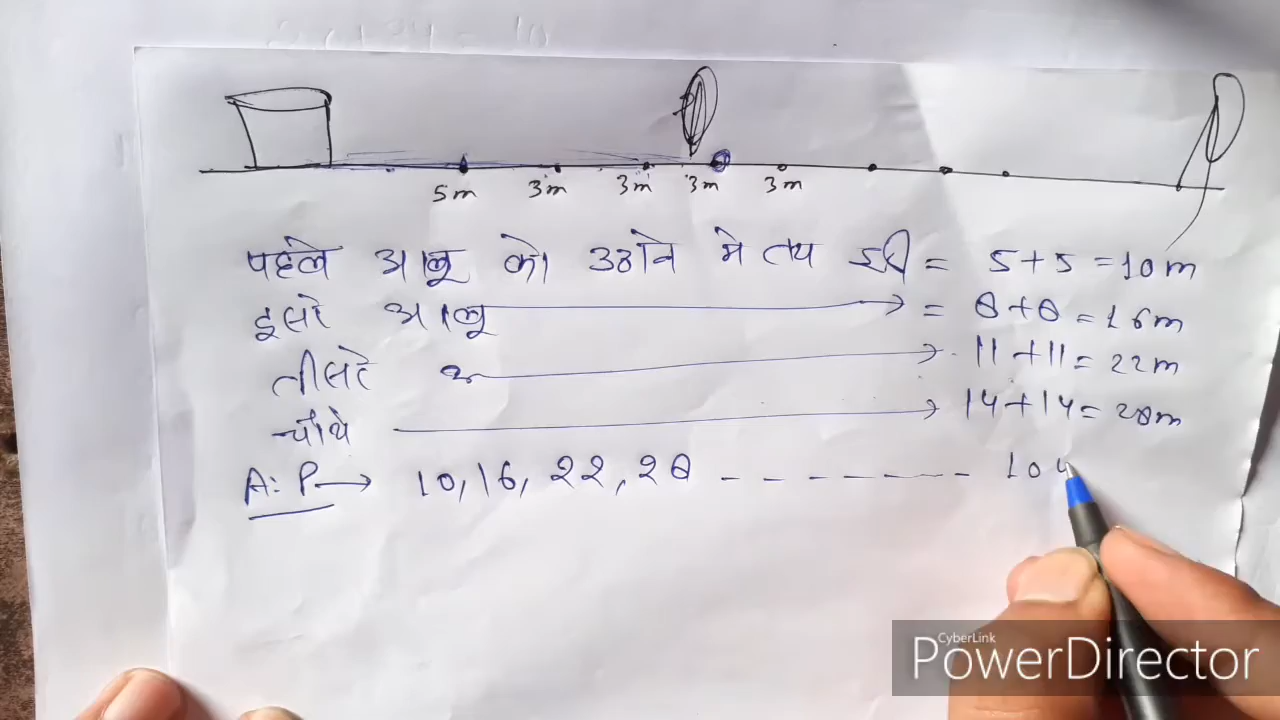 5m 3m 3m 3m 3m
पहले आलू को उठाने मे तय दूरी = 5+5=10m
दूसरे आलू = 8+8=16m
तीसरे 11+11=22m
चौथे 14+14=28m
A.P → 10,16,22,28 - - - - - - - 10
CyberLink
PowerDirector